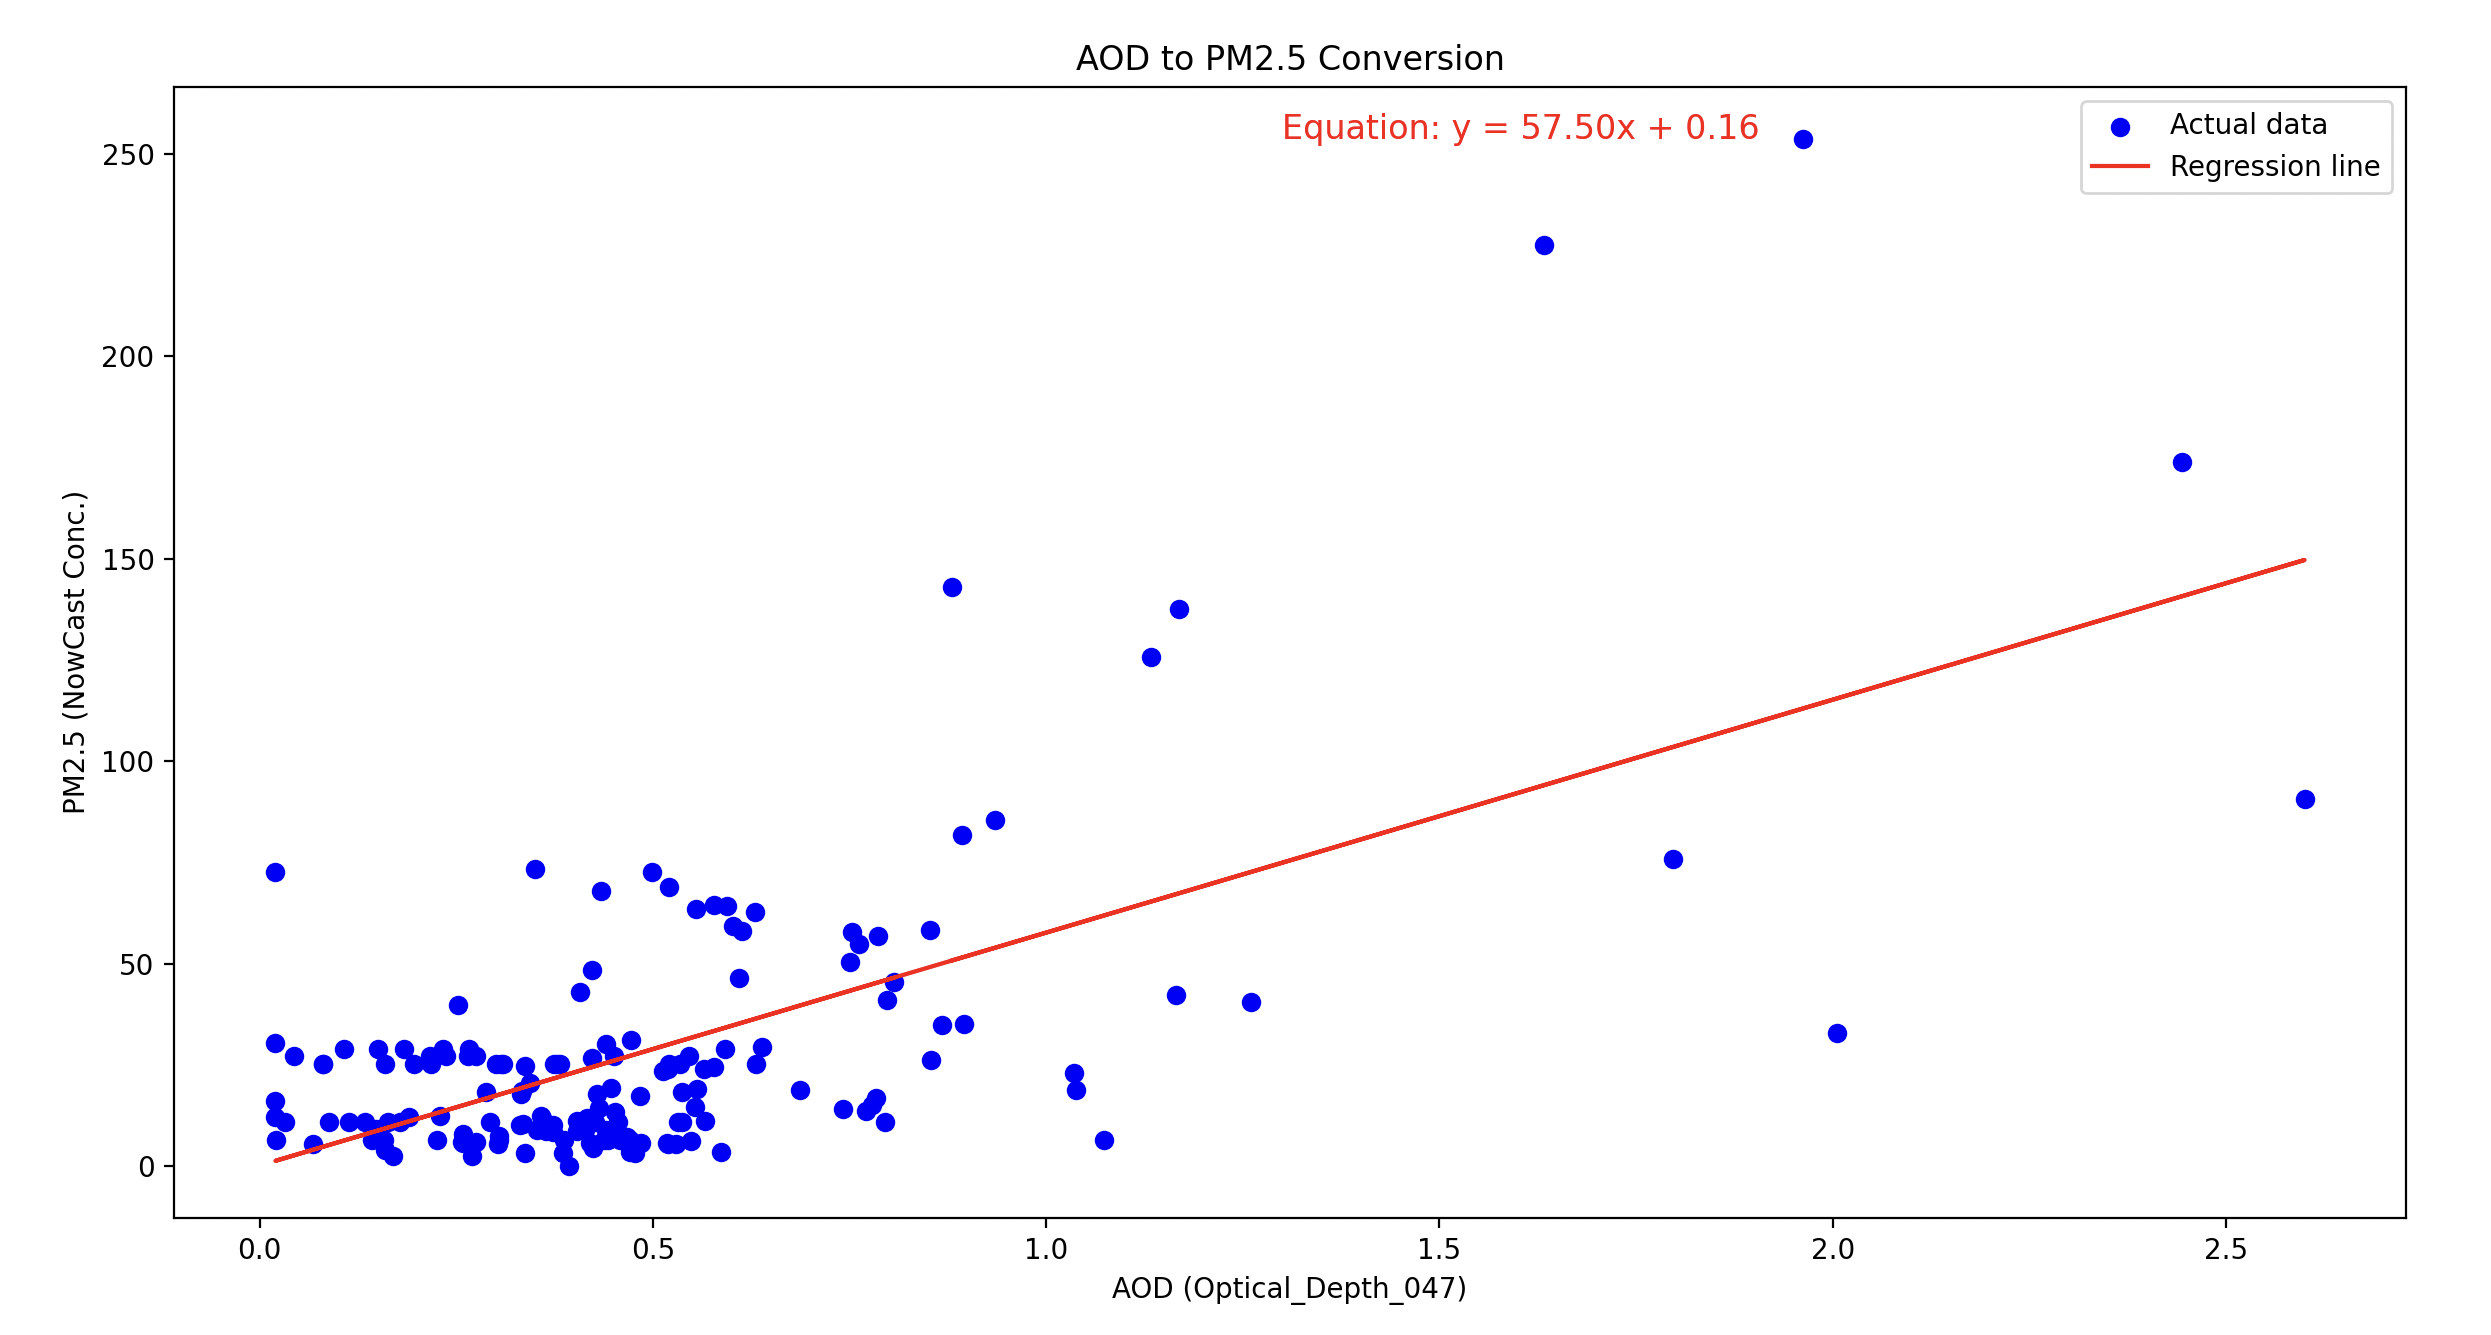 AOD to PM2.5 Conversion
Equation: y = 57.50x + 0.16
Actual data
Regression line
PM2.5 (NowCast Conc.)
250
200
150
100
50
0
0.0 0.5 1.0 1.5 2.0 2.5
AOD (Optical_Depth_047)